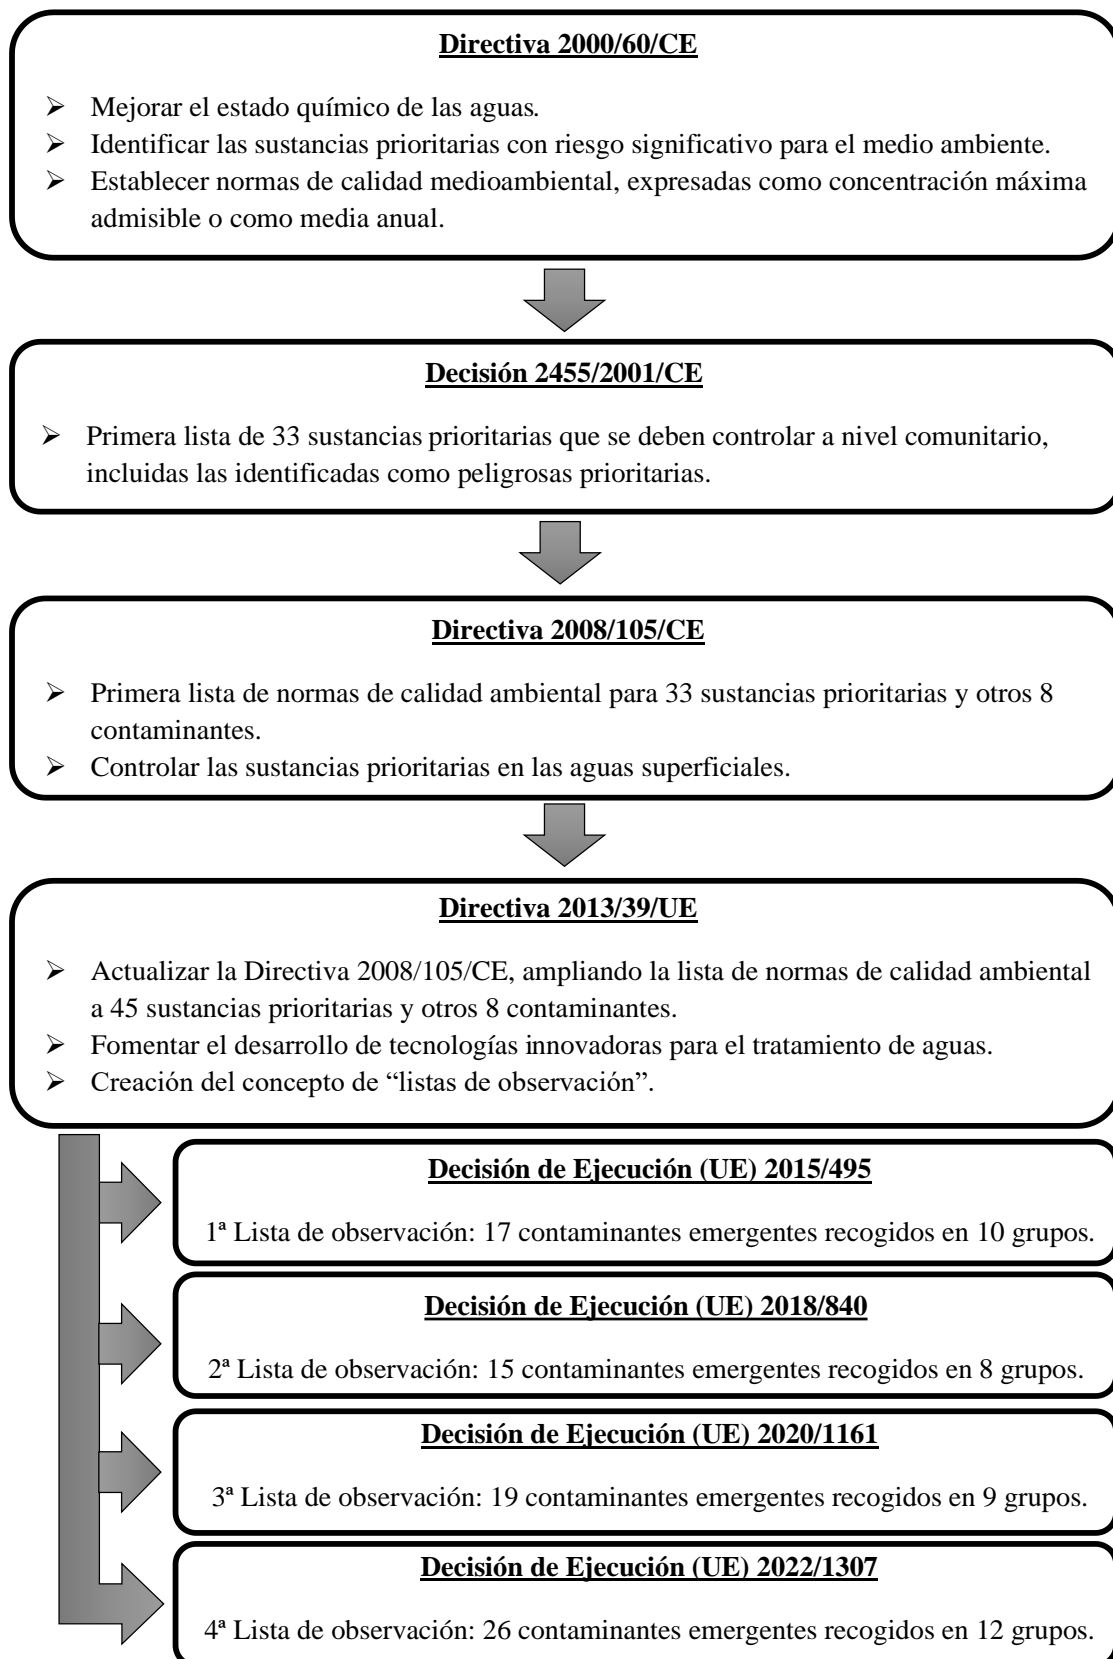 Directiva 2000/60/CE
➢ Mejorar el estado químico de las aguas.
➢ Identificar las sustancias prioritarias con riesgo significativo para el medio ambiente.
➢ Establecer normas de calidad medioambiental, expresadas como concentración máxima
admisible o como media anual.
Decisión 2455/2001/CE
➢ Primera lista de 33 sustancias prioritarias que se deben controlar a nivel comunitario,
incluidas las identificadas como peligrosas prioritarias.
Directiva 2008/105/CE
➢ Primera lista de normas de calidad ambiental para 33 sustancias prioritarias y otros 8
contaminantes.
➢ Controlar las sustancias prioritarias en las aguas superficiales.
Directiva 2013/39/UE
➢ Actualizar la Directiva 2008/105/CE, ampliando la lista de normas de calidad ambiental
a 45 sustancias prioritarias y otros 8 contaminantes.
➢ Fomentar el desarrollo de tecnologías innovadoras para el tratamiento de aguas.
➢ Creación del concepto de “listas de observación”.
Decisión de Ejecución (UE) 2015/495
1ª Lista de observación: 17 contaminantes emergentes recogidos en 10 grupos.
Decisión de Ejecución (UE) 2018/840
2ª Lista de observación: 15 contaminantes emergentes recogidos en 8 grupos.
Decisión de Ejecución (UE) 2020/1161
3ª Lista de observación: 19 contaminantes emergentes recogidos en 9 grupos.
Decisión de Ejecución (UE) 2022/1307
4ª Lista de observación: 26 contaminantes emergentes recogidos en 12 grupos.